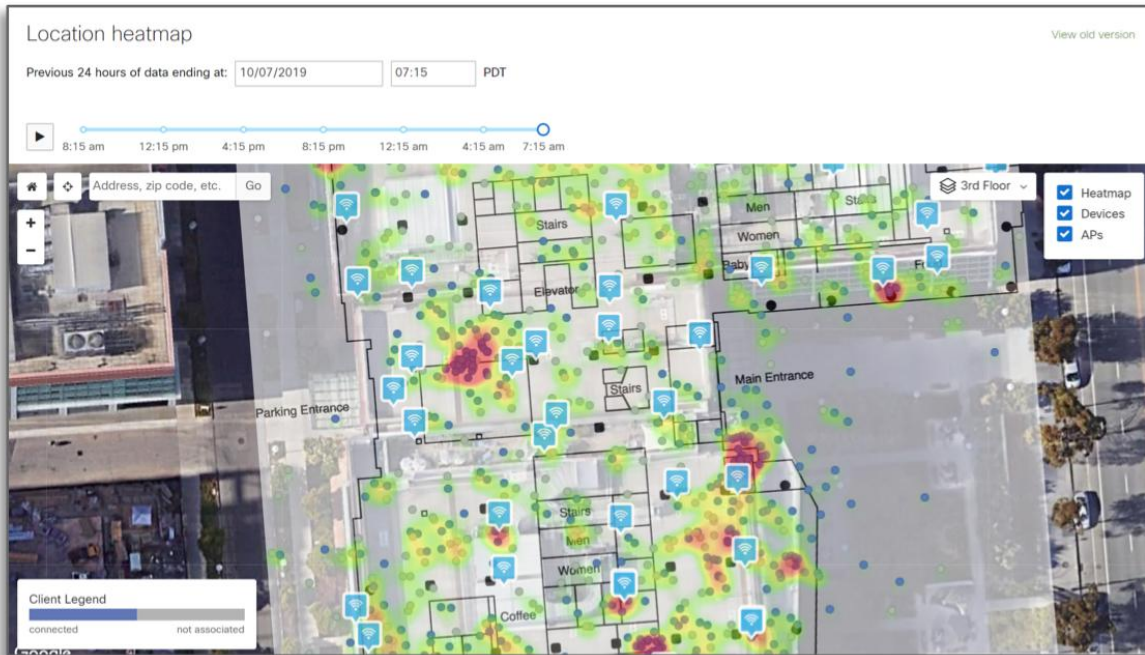 Location heatmap
View old version
Previous 24 hours of data ending at: 10/07/2019 07:15 PDT
8:15 am 12:15 pm 4:15 pm 8:15 pm 12:15 am 4:15 am 7:15 am
Address, zip code, etc. Go
3rd Floor
Heatmap
Devices
APs
+
−
Men
Stairs
Women
Baby
Elevator
Main Entrance
Stairs
Parking Entrance
Stairs
Men
Women
Coffee
Client Legend
connected not associated
Google